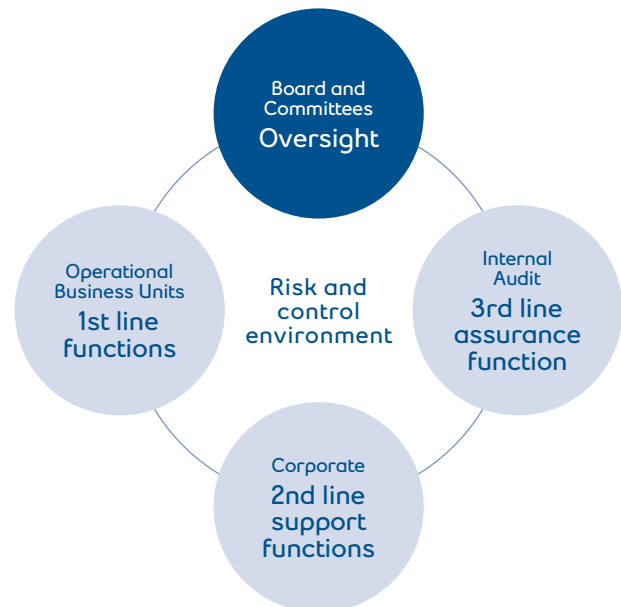 Board and
Committees
Oversight
Operational
Business Units
1st line
functions
Risk and
control
environment
Internal
Audit
3rd line
assurance
function
Corporate
2nd line
support
functions